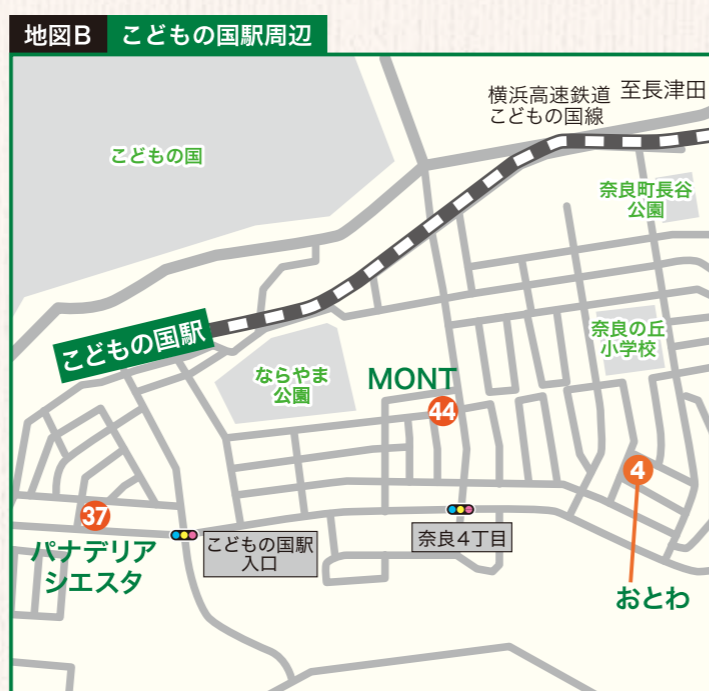 地図B こどもの国駅周辺
横浜高速鉄道
こどもの国線
至長津田
こどもの国
奈良町長谷
公園
こどもの国駅
奈良の丘
小学校
ならやま
公園
MONT
44
4
37
パナデリア
シエスタ
こどもの国駅
入口
奈良4丁目
おとわ